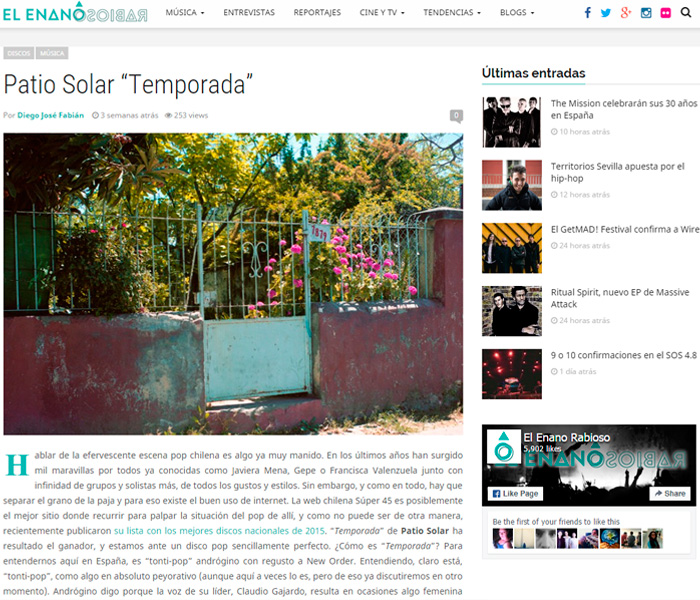 EL ENANO RABIOSO
MÚSICA
ENTREVISTAS
REPORTAJES
CINE Y TV
TENDENCIAS
BLOGS
DISCOS
MÚSICA
Patio Solar “Temporada”
Por Diego José Fabián
3 semanas atrás
253 views
0
7879
Hablar de la efervescente escena pop chilena es algo ya muy manido. En los últimos años han surgido
mil maravillas por todos ya conocidas como Javiera Mena, Gepe o Francisca Valenzuela junto con
infinidad de grupos y solistas más, de todos los gustos y estilos. Sin embargo, y como en todo, hay que
separar el grano de la paja y para eso existe el buen uso de internet. La web chilena Súper 45 es posiblemente
el mejor sitio donde recurrir para palpar la situación del pop de allí, y como no puede ser de otra manera,
recientemente publicaron su lista con los mejores discos nacionales de 2015. “Temporada” de Patio Solar ha
resultado el ganador, y estamos ante un disco pop sencillamente perfecto. ¿Cómo es “Temporada”? Para
entendernos aquí en España, es “tonti-pop” andrógino con regusto a New Order. Entendiendo, claro está,
“tonti-pop”, como algo en absoluto peyorativo (aunque aquí a veces lo es, pero de eso ya discutiremos en otro
momento). Andrógino digo porque la voz de su líder, Claudio Gajardo, resulta en ocasiones algo femenina
Últimas entradas
The Mission celebrarán sus 30 años
en España
10 horas atrás
Territorios Sevilla apuesta por el
hip-hop
12 horas atrás
El GetMAD! Festival confirma a Wire
24 horas atrás
Ritual Spirit, nuevo EP de Massive
Attack
24 horas atrás
9 o 10 confirmaciones en el SOS 4.8
1 día atrás
El Enano Rabioso
5,902 likes
ENANO RABIOSO
Like Page
Share
Be the first of your friends to like this